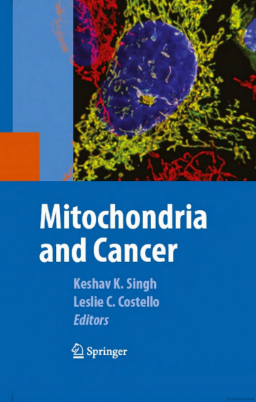 Mitochondria
and Cancer
Keshav K. Singh
Leslie C. Costello
Editors
Springer